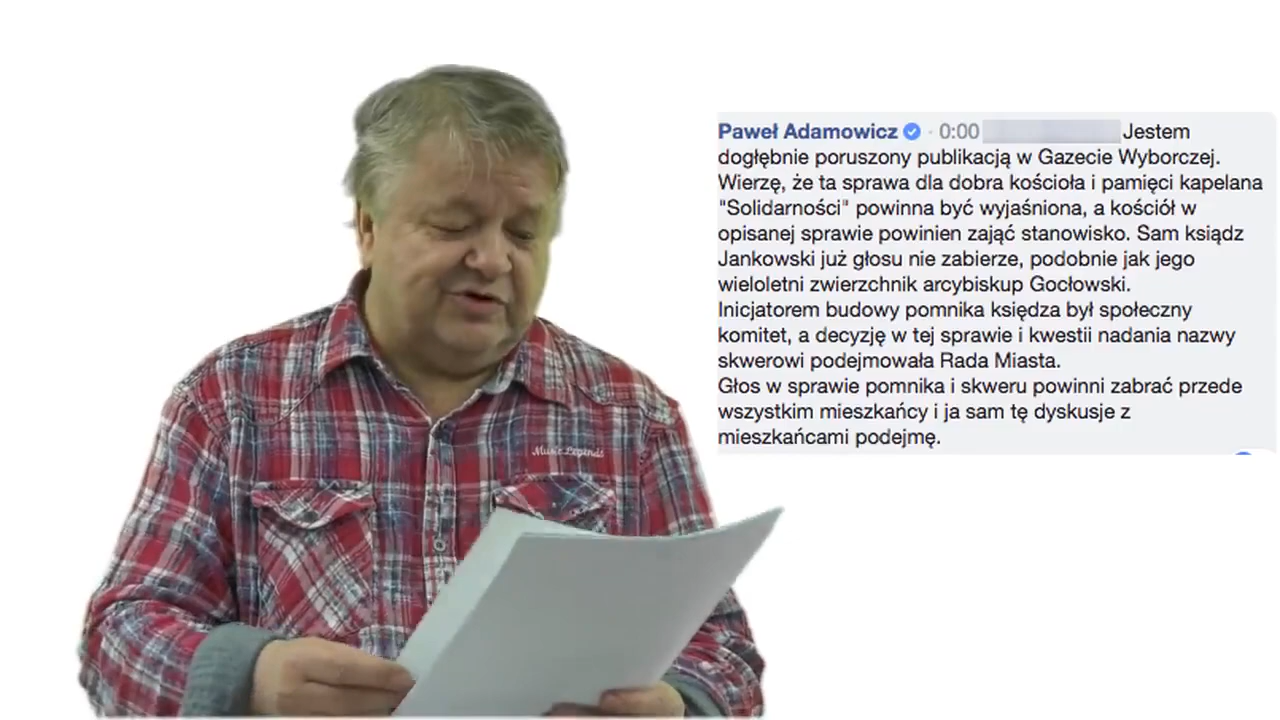 Paweł Adamowicz · 0:00 Jestem
dogłębnie poruszony publikacją w Gazecie Wyborczej.
Wierzę, że ta sprawa dla dobra kościoła i pamięci kapelana
"Solidarności" powinna być wyjaśniona, a kościół w
opisanej sprawie powinien zająć stanowisko. Sam ksiądz
Jankowski już głosu nie zabierze, podobnie jak jego
wieloletni zwierzchnik arcybiskup Gocłowski.
Inicjatorem budowy pomnika księdza był społeczny
komitet, a decyzję w tej sprawie i kwestii nadania nazwy
skwerowi podejmowała Rada Miasta.
Głos w sprawie pomnika i skweru powinni zabrać przede
wszystkim mieszkańcy i ja sam tę dyskusje z
mieszkańcami podejmę.
Music Legends